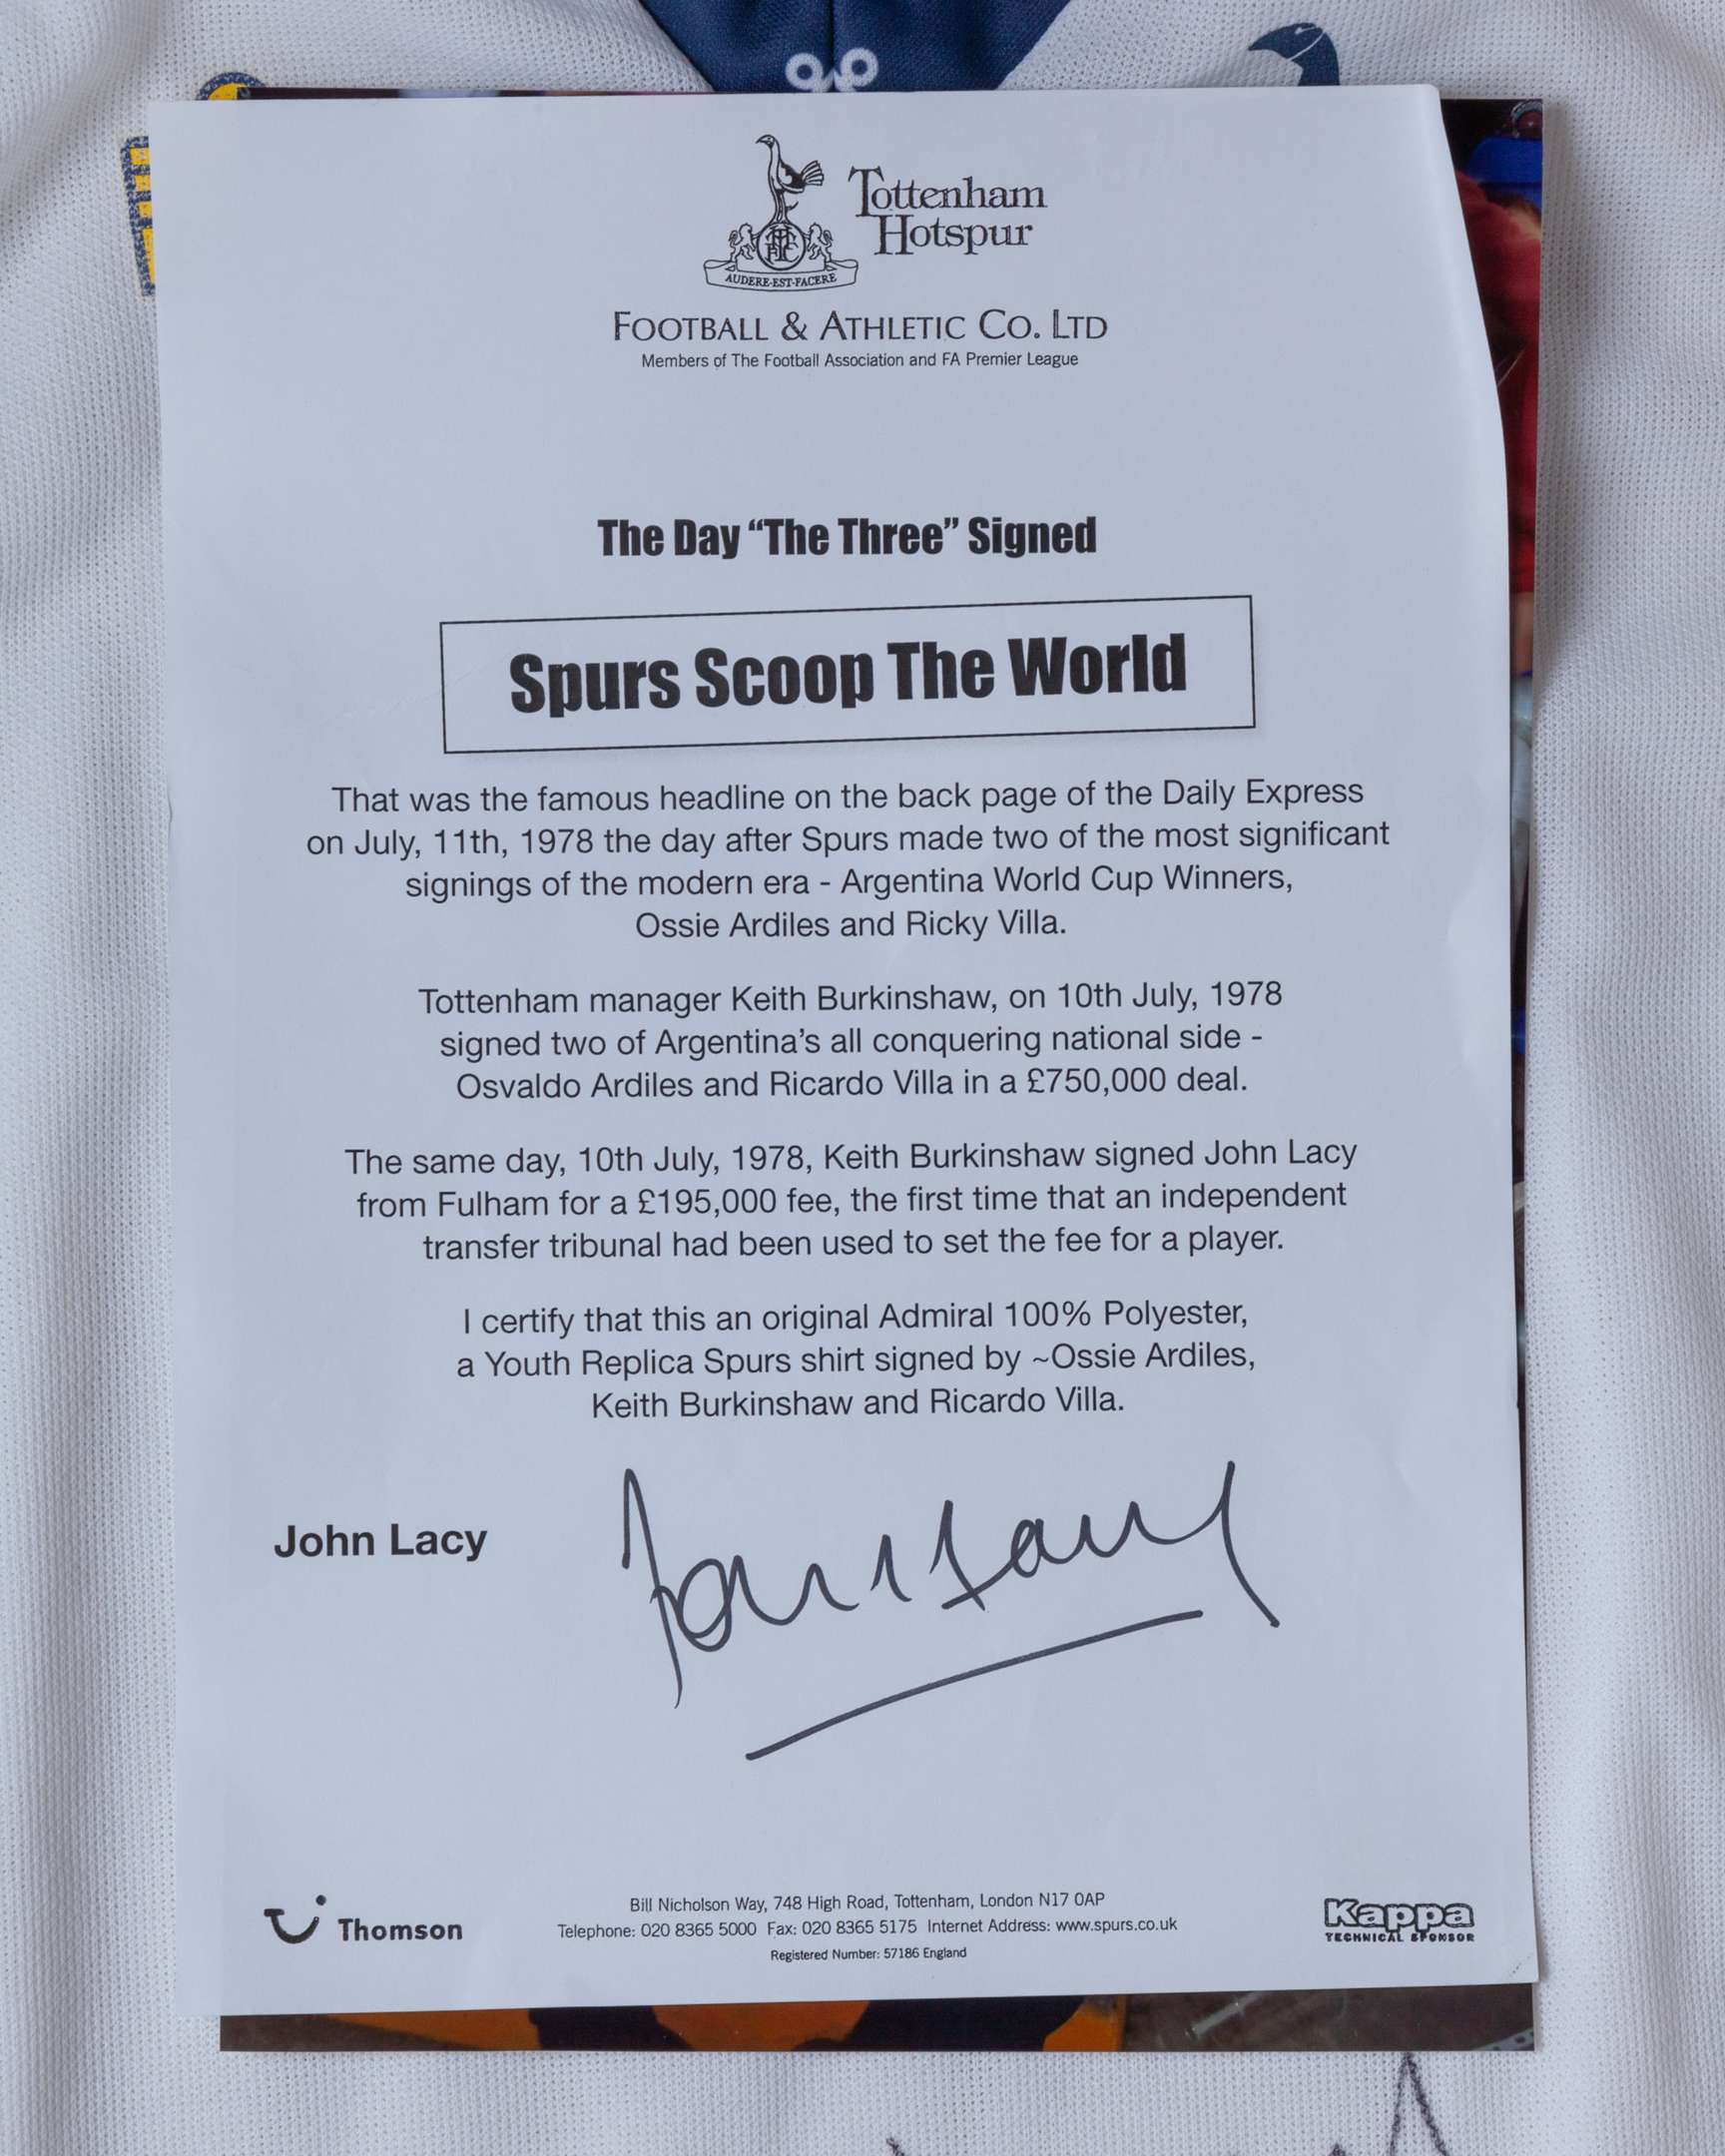 Tottenham
Hotspur
AUDERE·EST·FACERE
FOOTBALL & ATHLETIC CO. LTD
Members of The Football Association and FA Premier League
The Day “The Three” Signed
Spurs Scoop The World
That was the famous headline on the back page of the Daily Express
on July, 11th, 1978 the day after Spurs made two of the most significant
signings of the modern era - Argentina World Cup Winners,
Ossie Ardiles and Ricky Villa.
Tottenham manager Keith Burkinshaw, on 10th July, 1978
signed two of Argentina’s all conquering national side -
Osvaldo Ardiles and Ricardo Villa in a £750,000 deal.
The same day, 10th July, 1978, Keith Burkinshaw signed John Lacy
from Fulham for a £195,000 fee, the first time that an independent
transfer tribunal had been used to set the fee for a player.
I certify that this an original Admiral 100% Polyester,
a Youth Replica Spurs shirt signed by ~Ossie Ardiles,
Keith Burkinshaw and Ricardo Villa.
John Lacy
John Lacy
Thomson
Bill Nicholson Way, 748 High Road, Tottenham, London N17 0AP
Telephone: 020 8365 5000 Fax: 020 8365 5175 Internet Address: www.spurs.co.uk
Registered Number: 57186 England
Kappa
TECHNICAL SPONSOR